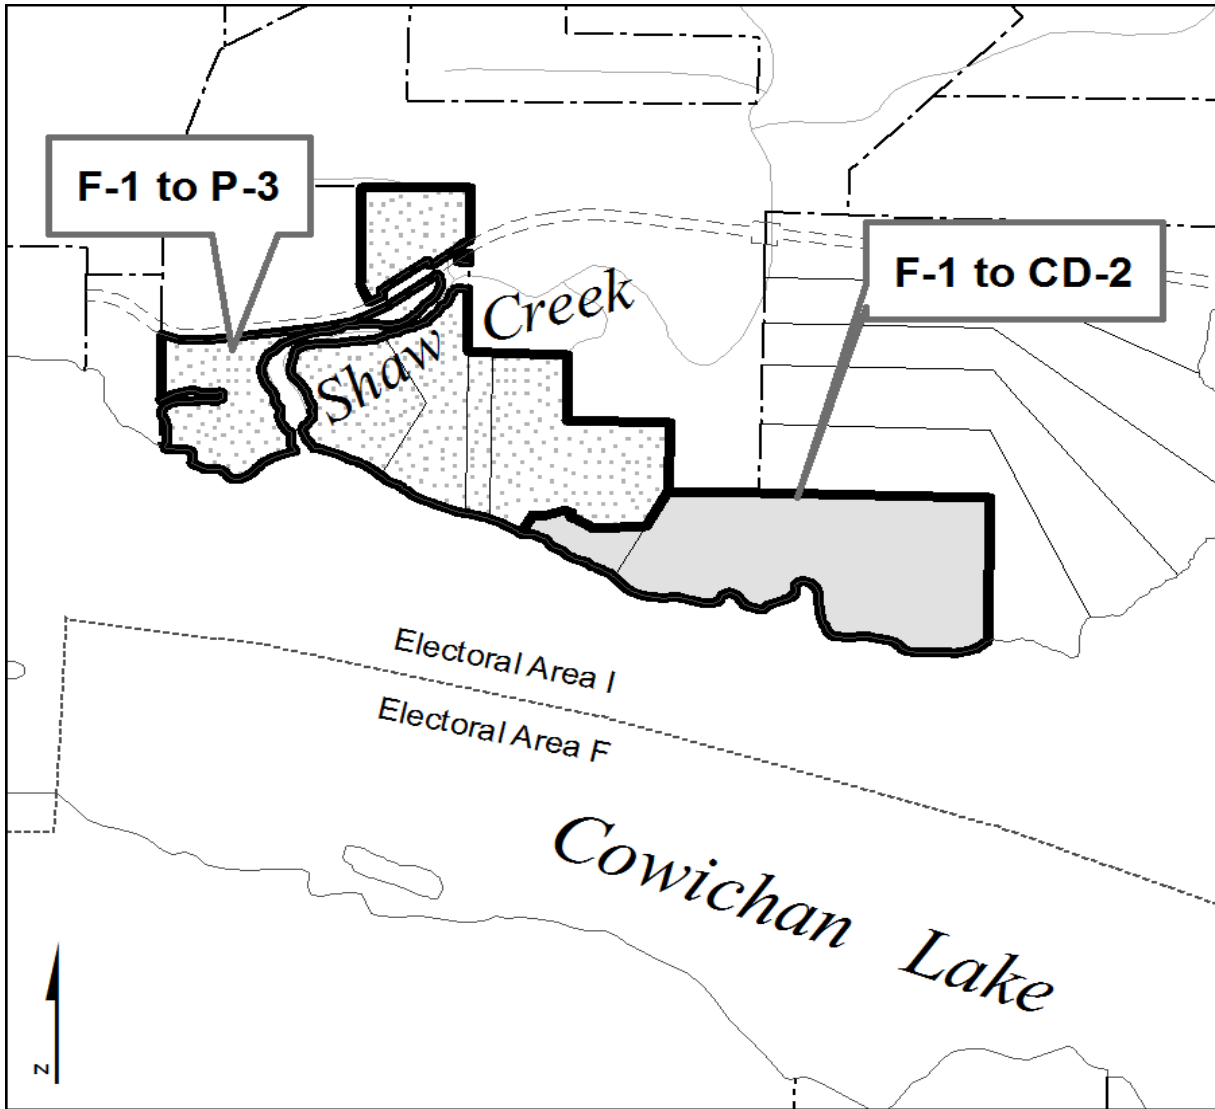 F-1 to P-3
F-1 to CD-2
Shaw Creek
Electoral Area I
Electoral Area F
Cowichan Lake
N